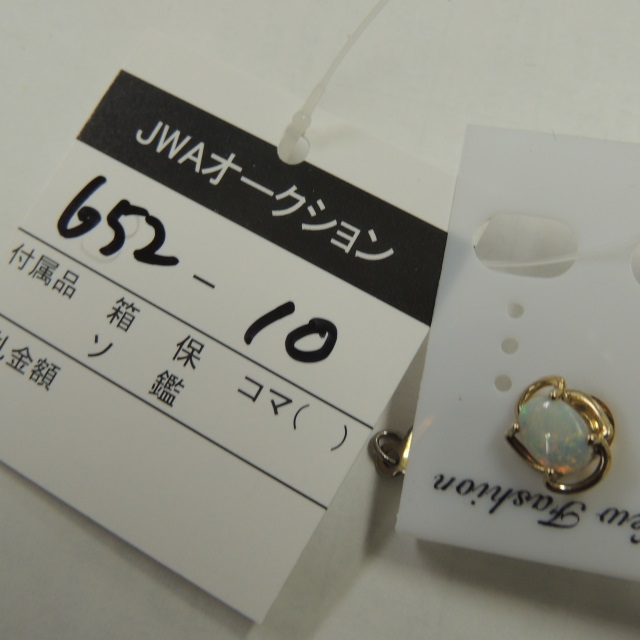 JWAオークション
652-10
付属品 箱 保 コマ( )
ソ 鑑
札金額
New Fashion